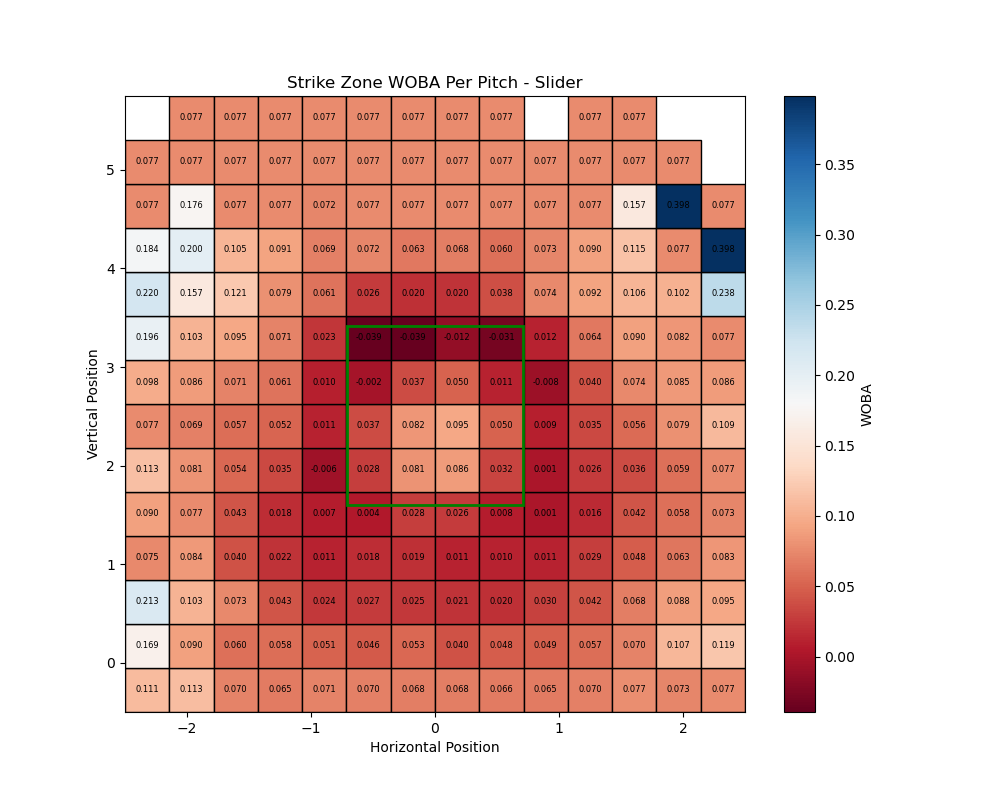 Strike Zone WOBA Per Pitch - Slider
0.077 0.077 0.077 0.077 0.077 0.077 0.077 0.077 0.077 0.077
5 0.077 0.077 0.077 0.077 0.077 0.077 0.077 0.077 0.077 0.077 0.077 0.077 0.077 0.35
0.077 0.176 0.077 0.077 0.072 0.077 0.077 0.077 0.077 0.077 0.077 0.157 0.398 0.077 0.30
4 0.184 0.200 0.105 0.091 0.069 0.072 0.063 0.068 0.060 0.073 0.090 0.115 0.077 0.398
0.220 0.157 0.121 0.079 0.061 0.026 0.020 0.020 0.038 0.074 0.092 0.106 0.102 0.238 0.25
0.196 0.103 0.095 0.071 0.023 -0.039 -0.039 -0.012 -0.031 0.012 0.064 0.090 0.082 0.077
3 0.098 0.086 0.071 0.061 0.010 -0.002 0.037 0.050 0.011 -0.008 0.040 0.074 0.085 0.086 0.20
Vertical Position
WOBA
0.077 0.069 0.057 0.052 0.011 0.037 0.082 0.095 0.050 0.009 0.035 0.056 0.079 0.109 0.15
2 0.113 0.081 0.054 0.035 -0.006 0.028 0.081 0.086 0.032 0.001 0.026 0.036 0.059 0.077
0.090 0.077 0.043 0.018 0.007 0.004 0.028 0.026 0.008 0.001 0.016 0.042 0.058 0.073 0.10
1 0.075 0.084 0.040 0.022 0.011 0.018 0.019 0.011 0.010 0.011 0.029 0.048 0.063 0.083
0.213 0.103 0.073 0.043 0.024 0.027 0.025 0.021 0.020 0.030 0.042 0.068 0.088 0.095 0.05
0 0.169 0.090 0.060 0.058 0.051 0.046 0.053 0.040 0.048 0.049 0.057 0.070 0.107 0.119 0.00
0.111 0.113 0.070 0.065 0.071 0.070 0.068 0.068 0.066 0.065 0.070 0.077 0.073 0.077
−2 −1 0 1 2
Horizontal Position